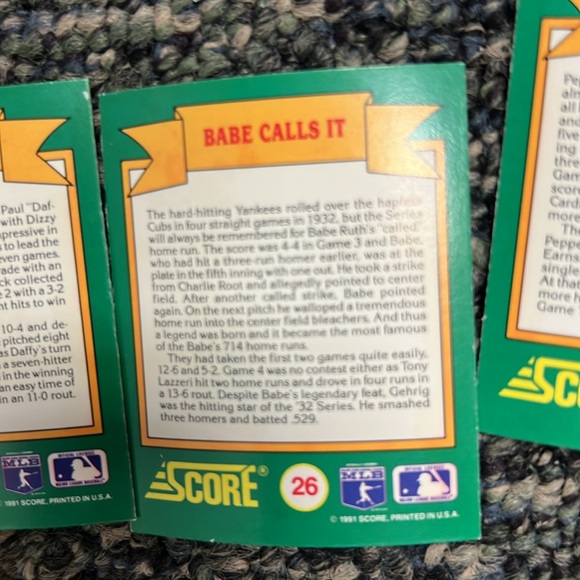 Paul "Daf-
with Dizzy
pressive in
to lead the
even games.
ade with an
ck collected
2 with a 3-2
t hits to win
10-4 and de-
pitched eight
as Daffy's turn
a seven-hitter
in the winning
an easy time of
in an 11-0 rout.
MLB
© 1991 SCORE, PRINTED IN U.S.A.
BABE CALLS IT
The hard-hitting Yankees rolled over the hapless
Cubs in four straight games in 1932, but the Series
will always be remembered for Babe Ruth's "called"
home run. The score was 4-4 in Game 3 and Babe,
who had hit a three-run homer earlier, was at the
plate in the fifth inning with one out. He took a strike
from Charlie Root and allegedly pointed to center
field. After another called strike, Babe pointed
again. On the next pitch he walloped a tremendous
home run into the center field bleachers. And thus
a legend was born and it became the most famous
of the Babe's 714 home runs.
They had taken the first two games quite easily,
12-6 and 5-2. Game 4 was no contest either as Tony
Lazzeri hit two home runs and drove in four runs in
a 13-6 rout. Despite Babe's legendary feat, Gehrig
was the hitting star of the '32 Series. He smashed
three homers and batted .529.
SCORE®
26
MLB
© 1991 SCORE, PRINTED IN U.S.A.
Pe
all
and
five
ing
thre
Gam
scor
Cardi
more
The
Peppe
Earns
single
At that
more h
Game
SCO